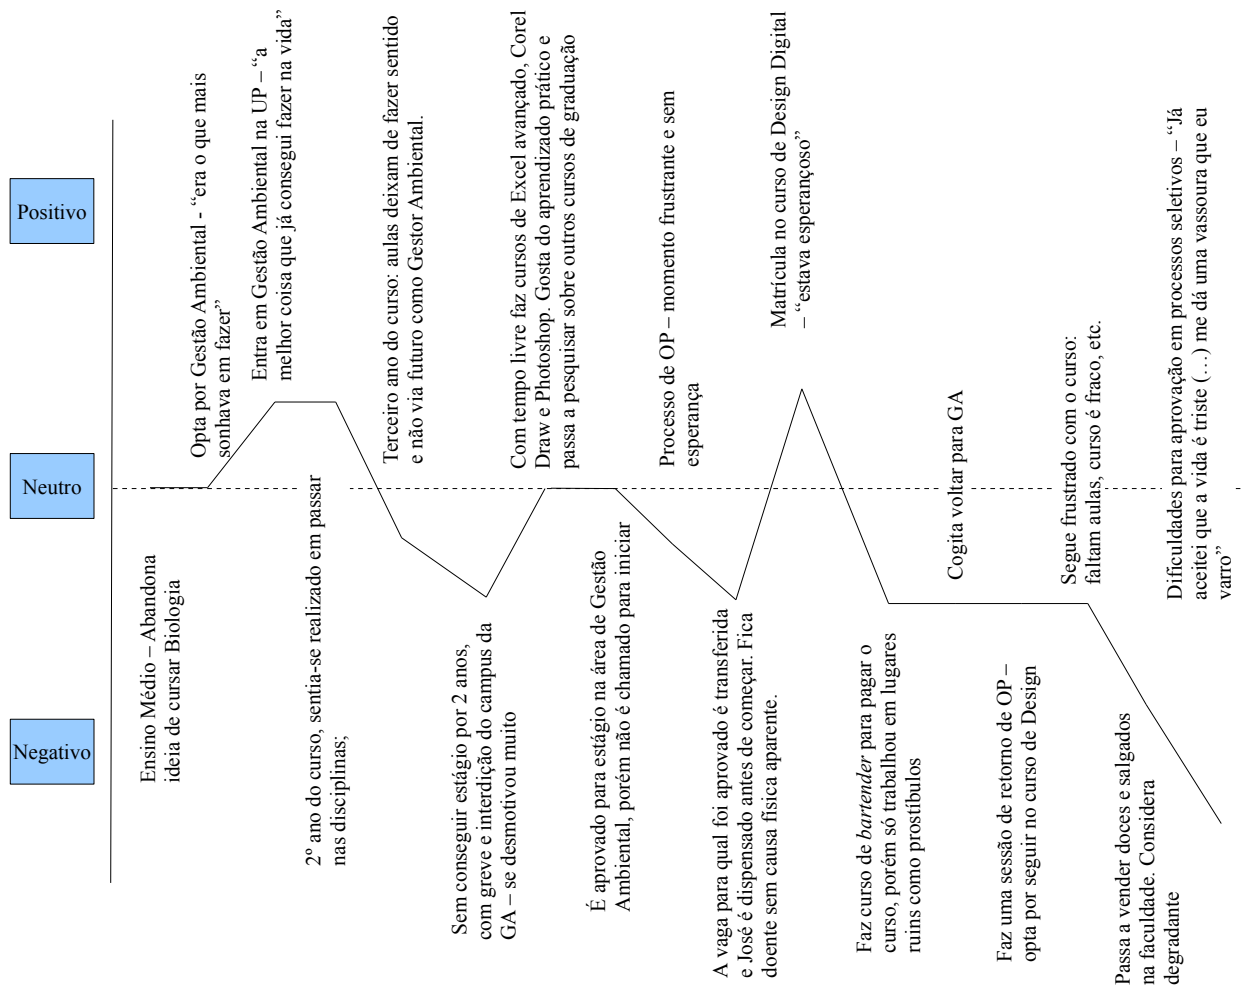 Positivo
Neutro
Negativo
Ensino Médio – Abandona
ideia de cursar Biologia
Opta por Gestão Ambiental - “era o que mais
sonhava em fazer”
Entra em Gestão Ambiental na UP – “a
melhor coisa que já consegui fazer na vida”
2º ano do curso, sentia-se realizado em passar
nas disciplinas;
Terceiro ano do curso: aulas deixam de fazer sentido
e não via futuro como Gestor Ambiental.
Sem conseguir estágio por 2 anos,
com greve e interdição do campus da
GA – se desmotivou muito
Com tempo livre faz cursos de Excel avançado, Corel
Draw e Photoshop. Gosta do aprendizado prático e
passa a pesquisar sobre outros cursos de graduação
É aprovado para estágio na área de Gestão
Ambiental, porém não é chamado para iniciar
Processo de OP – momento frustrante e sem
esperança
A vaga para qual foi aprovado é transferida
e José é dispensado antes de começar. Fica
doente sem causa física aparente.
Matrícula no curso de Design Digital
– “estava esperançoso”
Faz curso de bartender para pagar o
curso, porém só trabalhou em lugares
ruins como prostíbulos
Cogita voltar para GA
Faz uma sessão de retorno de OP –
opta por seguir no curso de Design
Segue frustrado com o curso:
faltam aulas, curso é fraco, etc.
Passa a vender doces e salgados
na faculdade. Considera
degradante
Dificuldades para aprovação em processos seletivos – “Já
aceitei que a vida é triste (…) me dá uma vassoura que eu
varro”